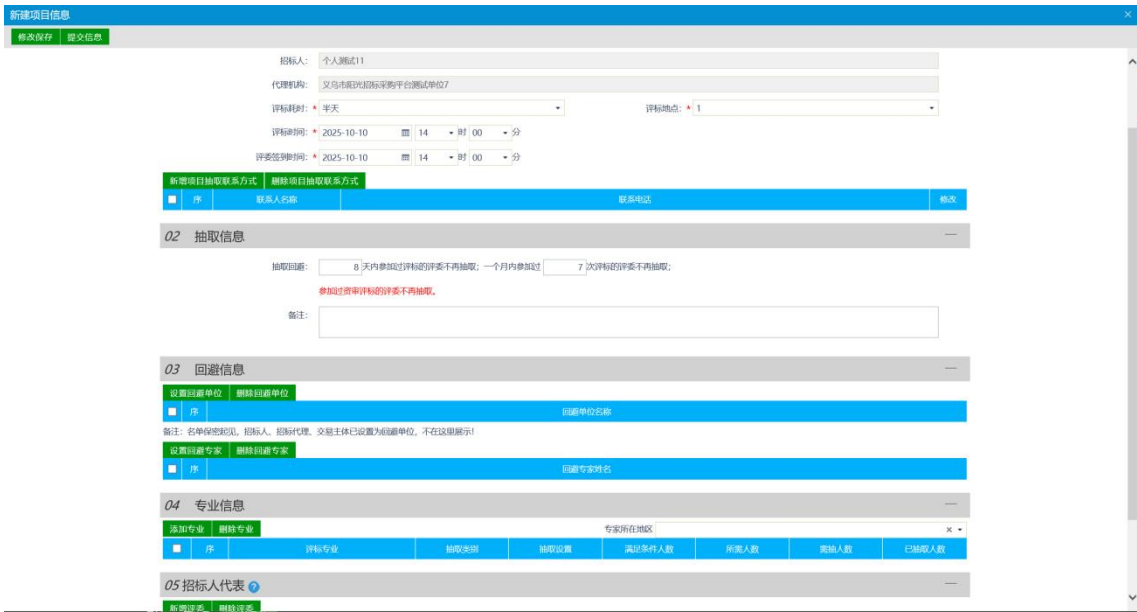 新建项目信息 ×
修改保存 提交信息
招标人: 个人测试11
代理机构: 义乌市阳光招标采购平台测试单位7
评标耗时: * 半天 评标地点: * 1
评标时间: * 2025-10-10 14 时 00 分
评委签到时间: * 2025-10-10 14 时 00 分
新增项目抽取联系方式 删除项目抽取联系方式
序 联系人名称 联系电话 修改
02 抽取信息 —
抽取回避: 8 天内参加过评标的评委不再抽取; 一个月内参加过 7 次评标的评委不再抽取;
参加过资审评标的评委不再抽取。
备注:
03 回避信息 —
设置回避单位 删除回避单位
序 回避单位名称
备注: 名单保密起见, 招标人、招标代理、交易主体已设置为回避单位, 不在这里展示!
设置回避专家 删除回避专家
序 回避专家姓名
04 专业信息 —
添加专业 删除专业 专家所在地区 ×
序 评标专业 抽取类别 抽取设置 满足条件人数 所需人数 需抽人数 已抽取人数
05 招标人代表 ? —
新增评委 删除评委